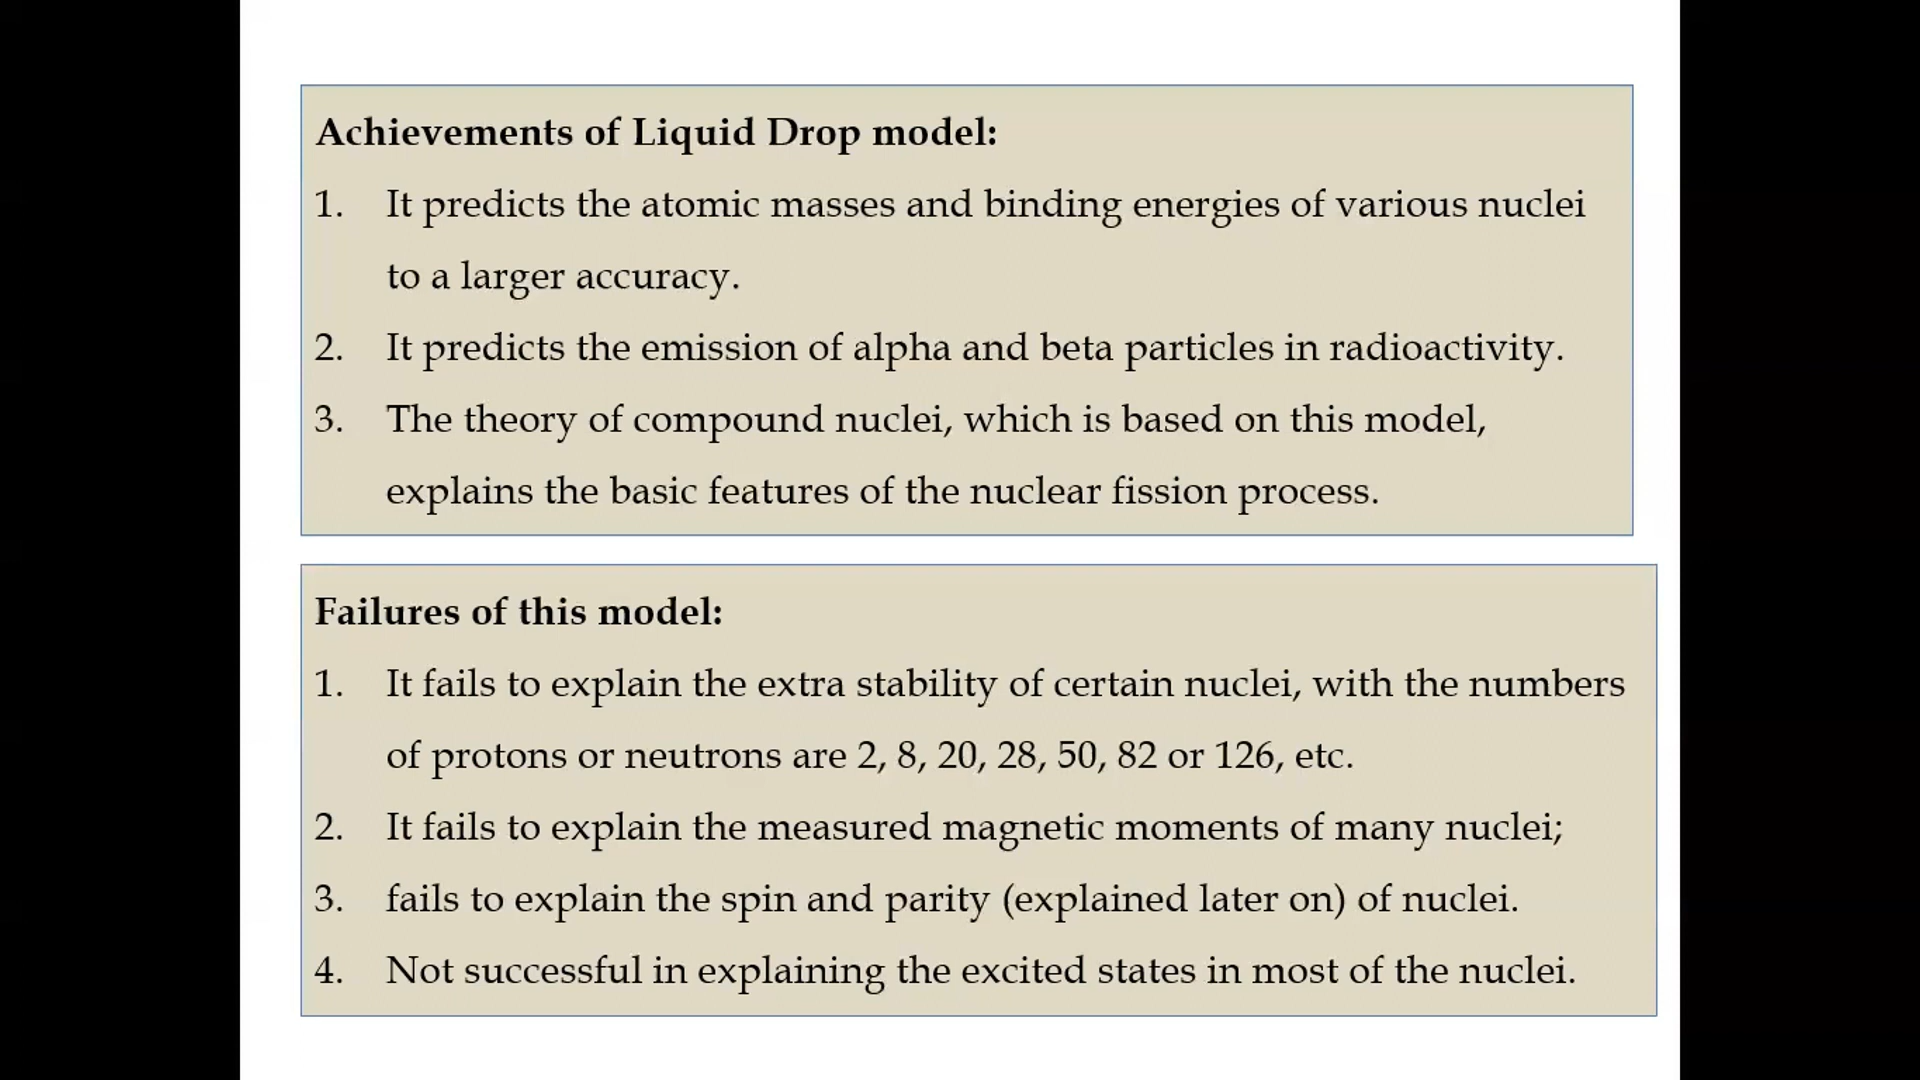 Achievements of Liquid Drop model:
1. It predicts the atomic masses and binding energies of various nuclei
to a larger accuracy.
2. It predicts the emission of alpha and beta particles in radioactivity.
3. The theory of compound nuclei, which is based on this model,
explains the basic features of the nuclear fission process.
Failures of this model:
1. It fails to explain the extra stability of certain nuclei, with the numbers
of protons or neutrons are 2, 8, 20, 28, 50, 82 or 126, etc.
2. It fails to explain the measured magnetic moments of many nuclei;
3. fails to explain the spin and parity (explained later on) of nuclei.
4. Not successful in explaining the excited states in most of the nuclei.